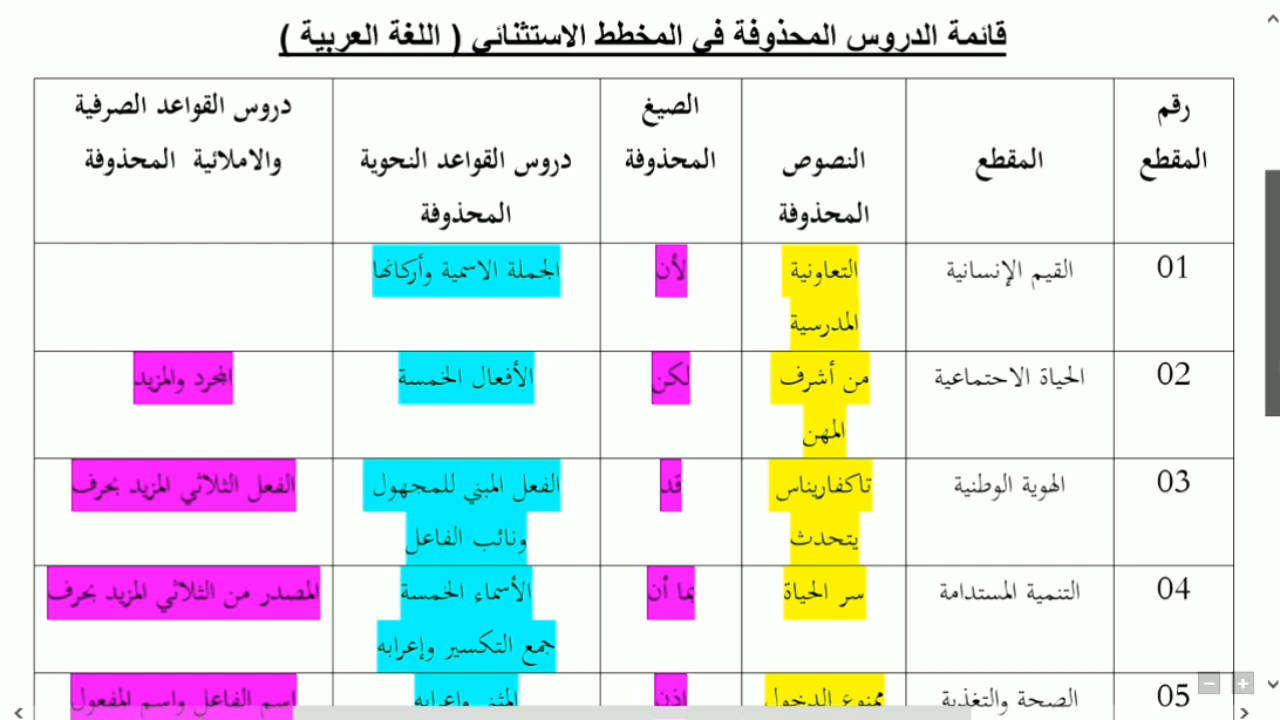 قائمة الدروس المحذوفة في المخطط الاستثنائي ( اللغة العربية )
رقم المقطع
المقطع
النصوص المحذوفة
الصيغ المحذوفة
دروس القواعد النحوية المحذوفة
دروس القواعد الصرفية والاملائية المحذوفة
01
القيم الإنسانية
التعاونية المدرسية
لأن
الجملة الاسمية وأركانها
02
الحياة الاحتماعية
من أشرف المهن
لكن
الأفعال الخمسة
المجرد والمزيد
03
الهوية الوطنية
تاكفاريناس يتحدث
قد
الفعل المبني للمجهول ونائب الفاعل
الفعل الثلاثي المزيد بحرف
04
التنمية المستدامة
سر الحياة
بما أن
الأسماء الخمسة
جمع التكسير وإعرابه
المصدر من الثلاثي المزيد بحرف
05
الصحة والتغذية
ممنوع الدخول
إذن
المثنى وإعرابه
اسم الفاعل واسم المفعول